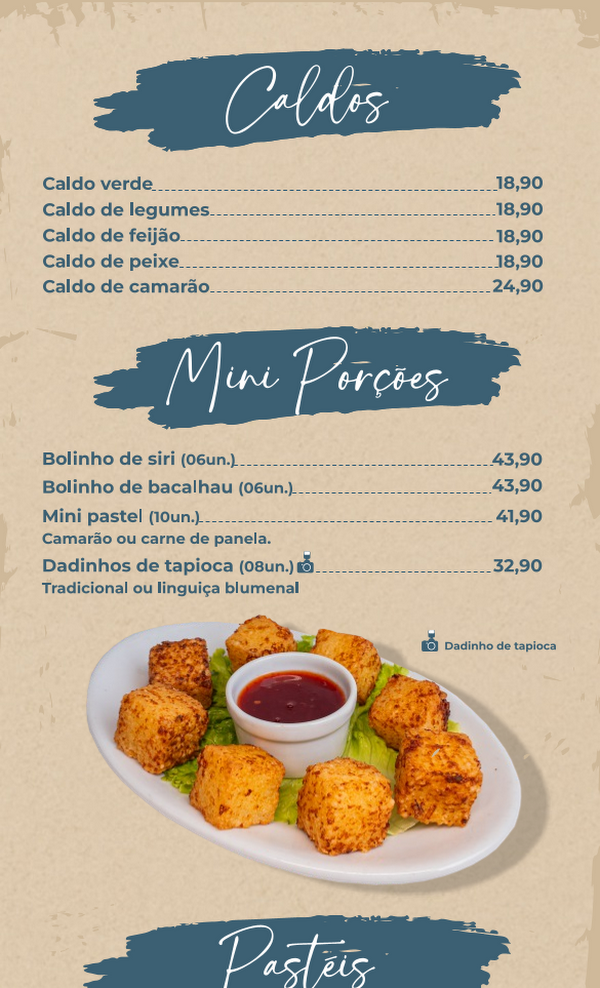 Caldos
Caldo verde 18,90
Caldo de legumes 18,90
Caldo de feijão 18,90
Caldo de peixe 18,90
Caldo de camarão 24,90
Mini Porções
Bolinho de siri (06un.) 43,90
Bolinho de bacalhau (06un.) 43,90
Mini pastel (10un.) 41,90
Camarão ou carne de panela.
Dadinhos de tapioca (08un.) 32,90
Tradicional ou linguiça blumenal
Dadinho de tapioca
Pastéis